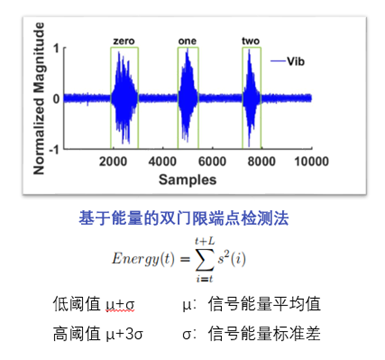 zero one two
Vib
Normalized Magnitude
1
0
-1
2000 4000 6000 8000 10000
Samples
基于能量的双门限端点检测法
Energy(t) = \sum_{i=t}^{t+L} s^2(i)
低阈值 μ+σ μ：信号能量平均值
高阈值 μ+3σ σ：信号能量标准差